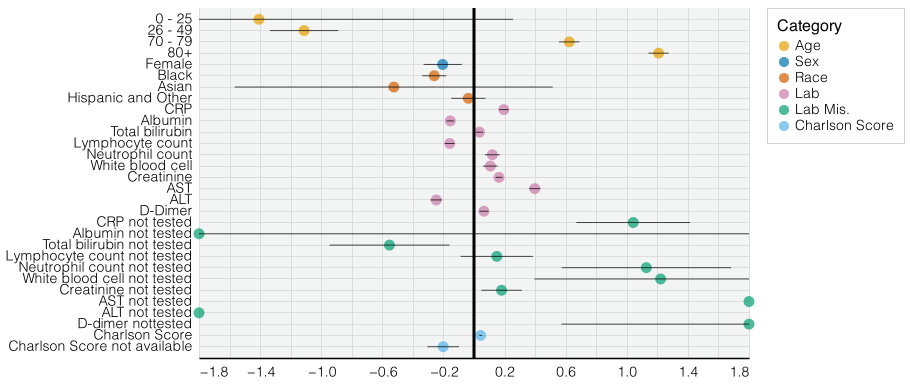 0 - 25
26 - 49
70 - 79
80+
Female
Black
Asian
Hispanic and Other
CRP
Albumin
Total bilirubin
Lymphocyte count
Neutrophil count
White blood cell
Creatinine
AST
ALT
D-Dimer
CRP not tested
Albumin not tested
Total bilirubin not tested
Lymphocyte count not tested
Neutrophil count not tested
White blood cell not tested
Creatinine not tested
AST not tested
ALT not tested
D-dimer nottested
Charlson Score
Charlson Score not available
−1.8 −1.4 −1.0 −0.6 −0.2 0.2 0.6 1.0 1.4 1.8
Category
Age
Sex
Race
Lab
Lab Mis.
Charlson Score